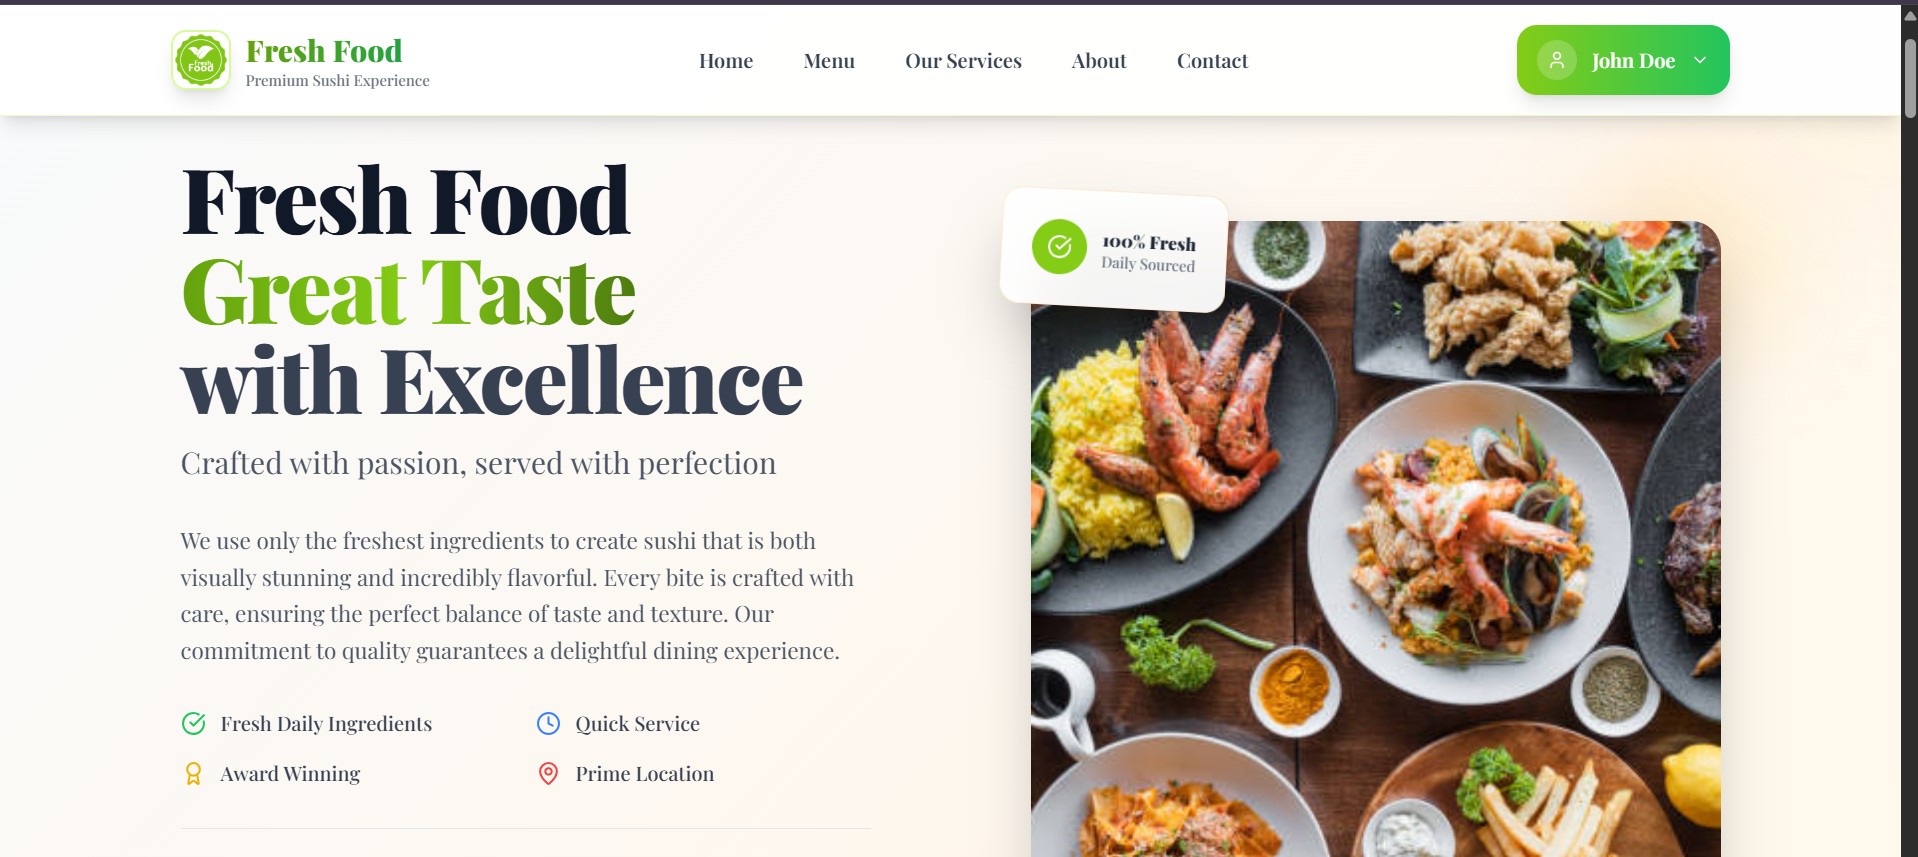 Fresh
Food
Fresh Food
Premium Sushi Experience
Home
Menu
Our Services
About
Contact
John Doe
Fresh Food
Great Taste
with Excellence
Crafted with passion, served with perfection
We use only the freshest ingredients to create sushi that is both
visually stunning and incredibly flavorful. Every bite is crafted with
care, ensuring the perfect balance of taste and texture. Our
commitment to quality guarantees a delightful dining experience.
Fresh Daily Ingredients
Quick Service
Award Winning
Prime Location
100% Fresh
Daily Sourced